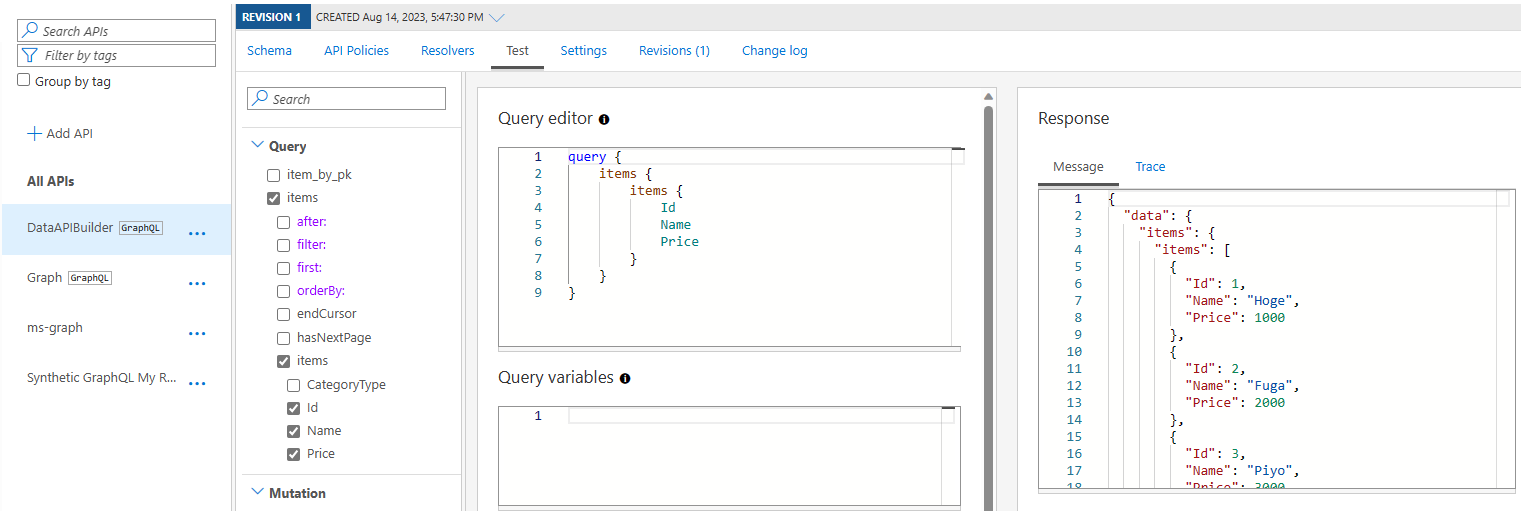 Search APIs
Filter by tags
Group by tag
Add API
All APIs
DataAPIBuilder GraphQL
...
Graph GraphQL
...
ms-graph
...
Synthetic GraphQL My R...
...
REVISION 1 CREATED Aug 14, 2023, 5:47:30 PM
Schema API Policies Resolvers Test Settings Revisions (1) Change log
Search
Query
item_by_pk
items
after:
filter:
first:
orderBy:
endCursor
hasNextPage
items
CategoryType
Id
Name
Price
Mutation
Query editor
1 query {
2 items {
3 items {
4 Id
5 Name
6 Price
7 }
8 }
9 }
Query variables
1
Response
Message Trace
1 {
2 "data": {
3 "items": {
4 "items": [
5 {
6 "Id": 1,
7 "Name": "Hoge",
8 "Price": 1000
9 },
10 {
11 "Id": 2,
12 "Name": "Fuga",
13 "Price": 2000
14 },
15 {
16 "Id": 3,
17 "Name": "Piyo",
18 "Price": 3000